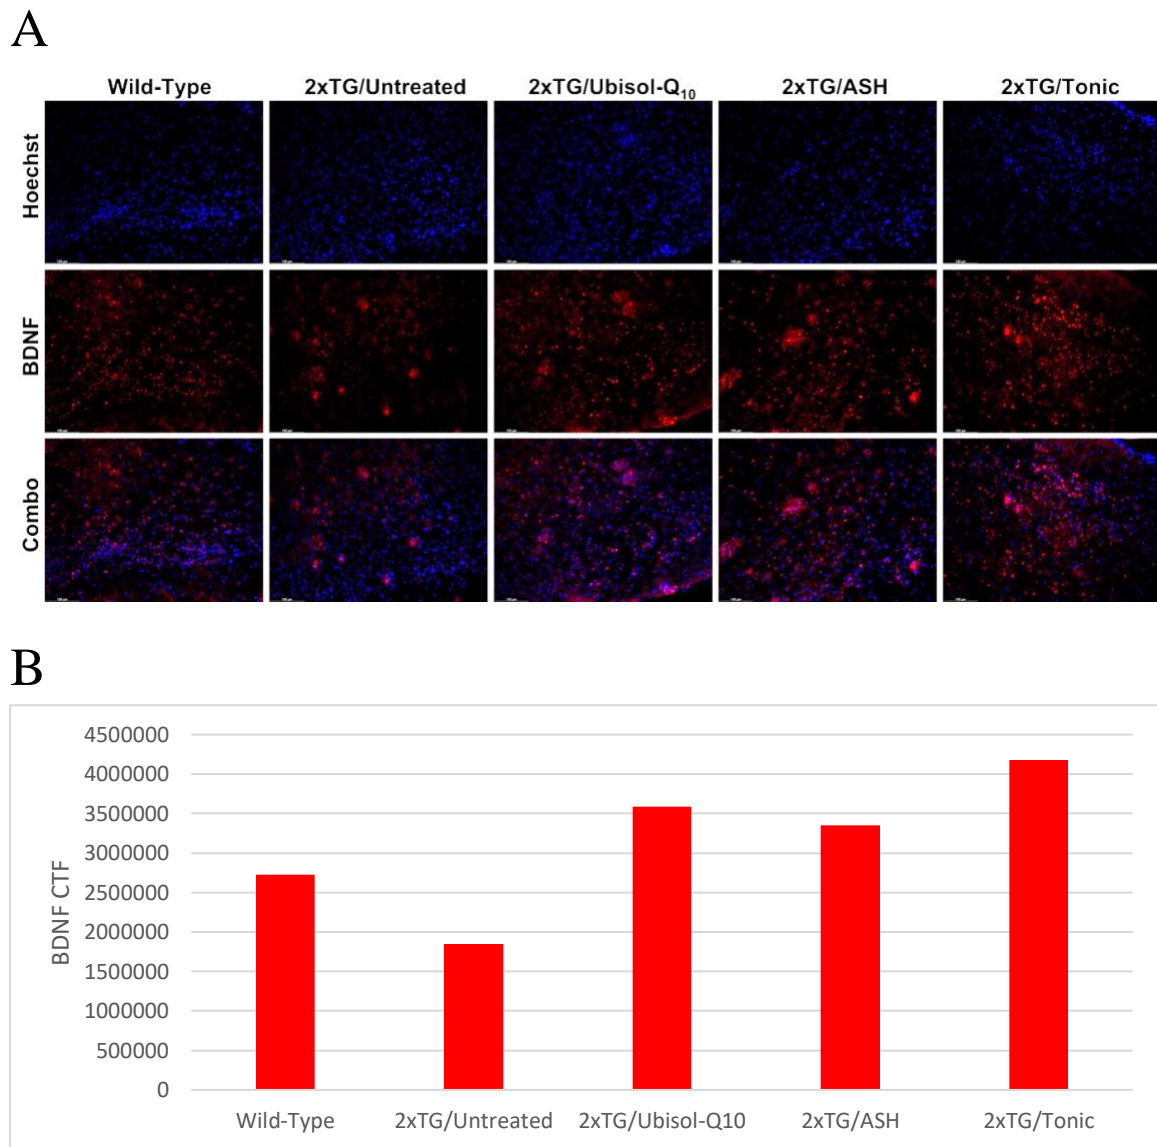 A
Wild-Type 2xTG/Untreated 2xTG/Ubisol-Q₁₀ 2xTG/ASH 2xTG/Tonic
Hoechst
BDNF
Combo
B
4500000
4000000
3500000
3000000
2500000
2000000
1500000
1000000
500000
0
BDNF CTF
Wild-Type 2xTG/Untreated 2xTG/Ubisol-Q10 2xTG/ASH 2xTG/Tonic